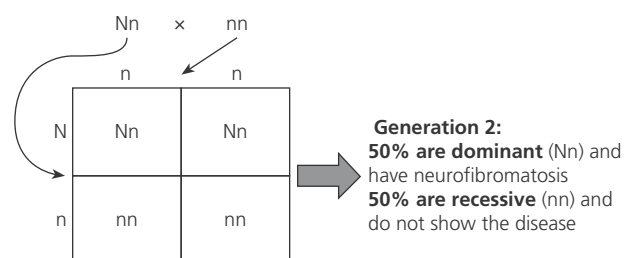 Nn × nn
n n
N Nn Nn
n nn nn
Generation 2:
50% are dominant (Nn) and
have neurofibromatosis
50% are recessive (nn) and
do not show the disease